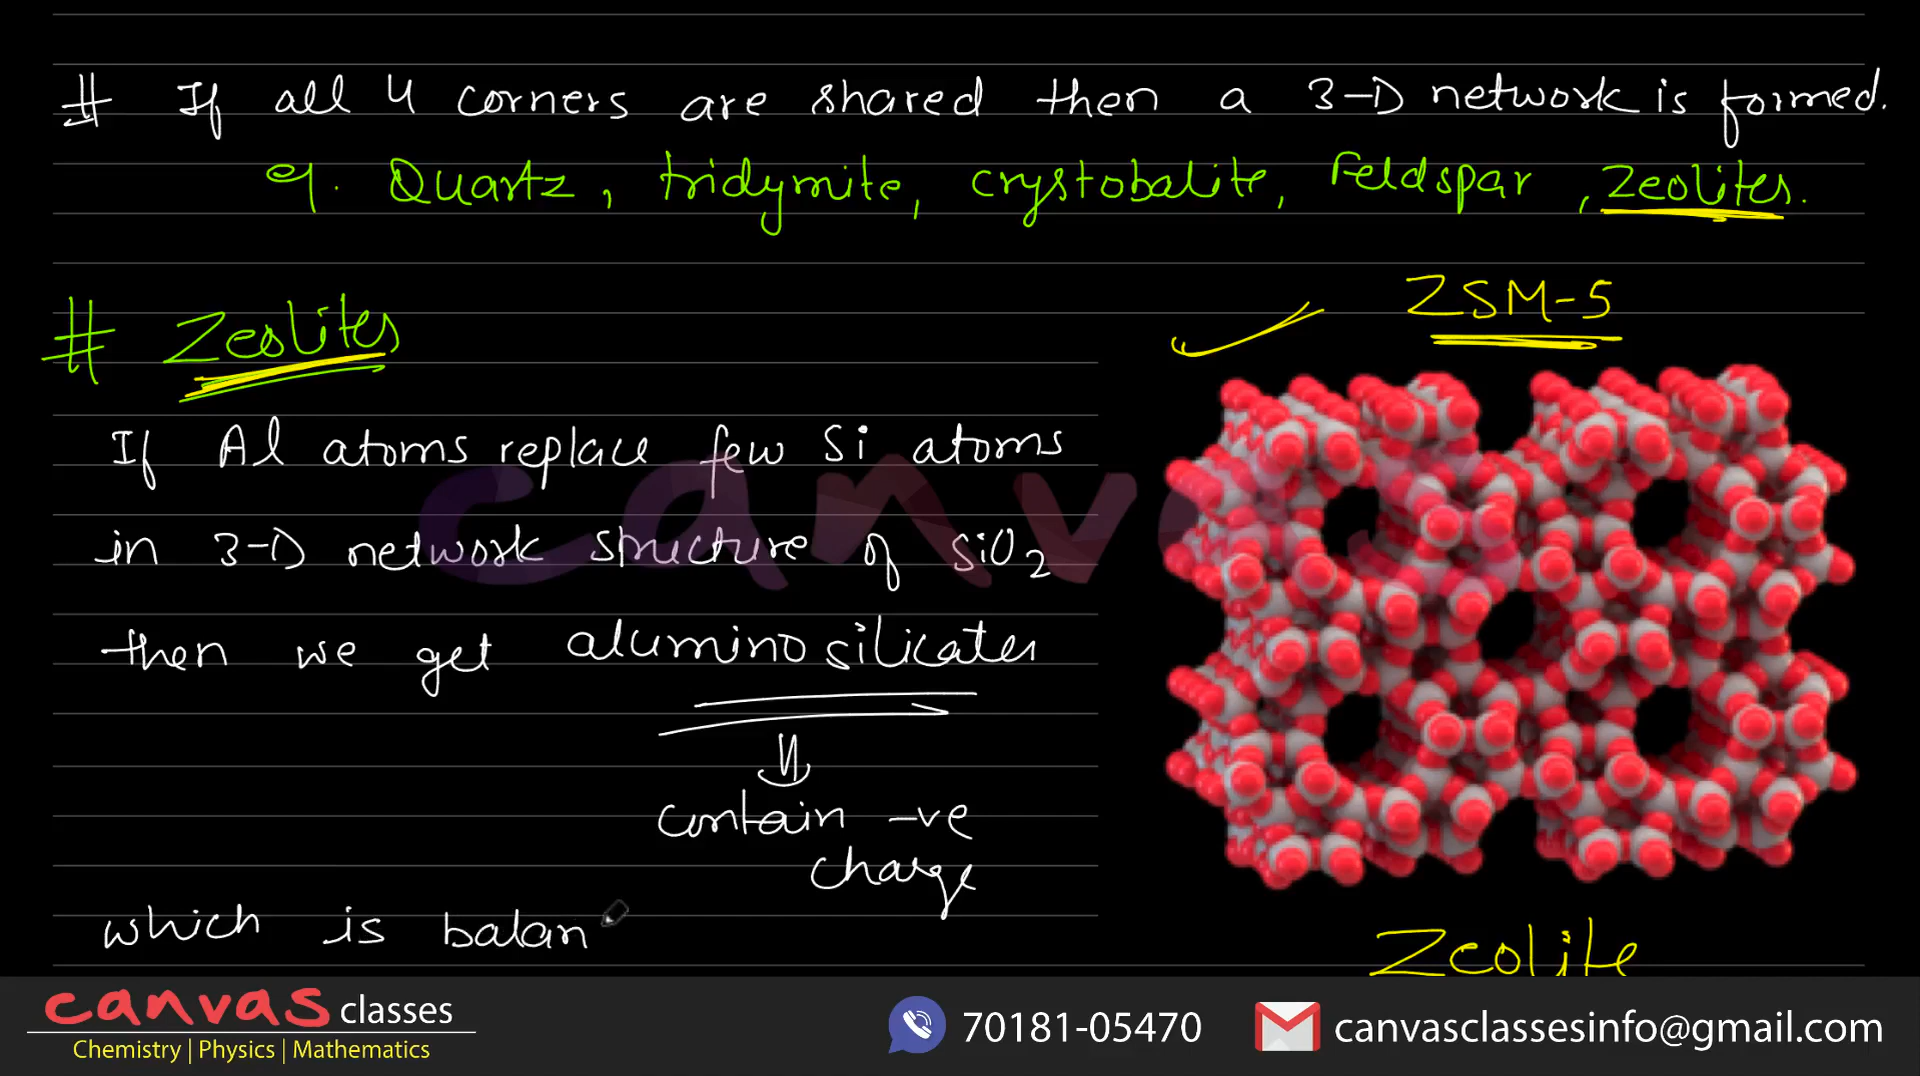 # If all 4 corners are shared then a 3-D network is formed.
eg. Quartz, tridymite, crystobalite, Feldspar, Zeolites.
# Zeolites
ZSM-5
If Al atoms replace few Si atoms
in 3-D network structure of SiO2
then we get aluminosilicates
contain -ve
charge
which is balan
Zeolite
canvas
canvas classes
Chemistry | Physics | Mathematics
70181-05470
canvasclassesinfo@gmail.com